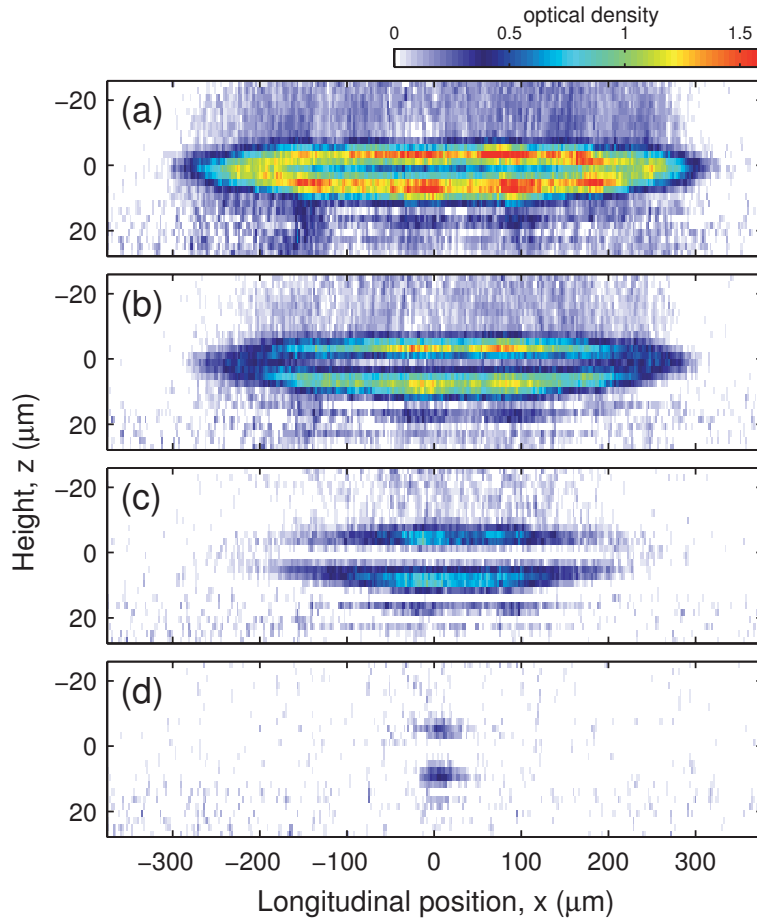 optical density
0 0.5 1 1.5
(a)
−20
0
20
(b)
−20
0
20
(c)
−20
0
20
(d)
−20
0
20
Height, z (μm)
−300 −200 −100 0 100 200 300
Longitudinal position, x (μm)